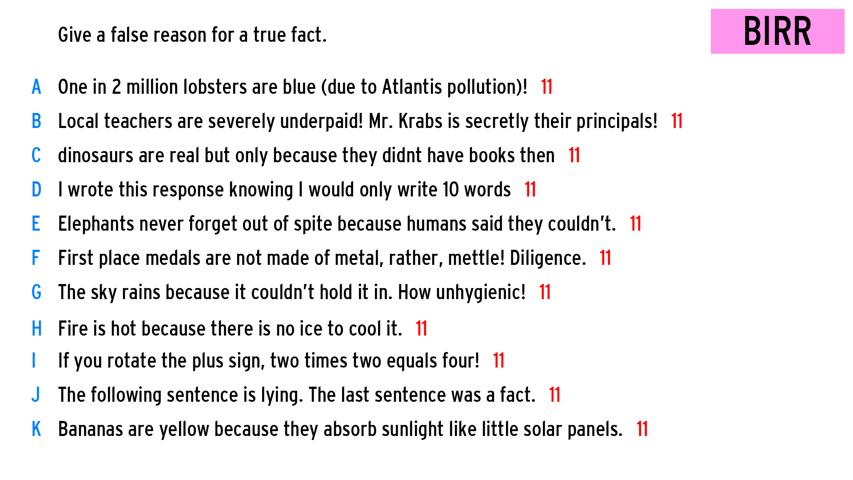 Give a false reason for a true fact.
BIRR
A One in 2 million lobsters are blue (due to Atlantis pollution)! 11
B Local teachers are severely underpaid! Mr. Krabs is secretly their principals! 11
C dinosaurs are real but only because they didnt have books then 11
D I wrote this response knowing I would only write 10 words 11
E Elephants never forget out of spite because humans said they couldn't. 11
F First place medals are not made of metal, rather, mettle! Diligence. 11
G The sky rains because it couldn't hold it in. How unhygienic! 11
H Fire is hot because there is no ice to cool it. 11
I If you rotate the plus sign, two times two equals four! 11
J The following sentence is lying. The last sentence was a fact. 11
K Bananas are yellow because they absorb sunlight like little solar panels. 11